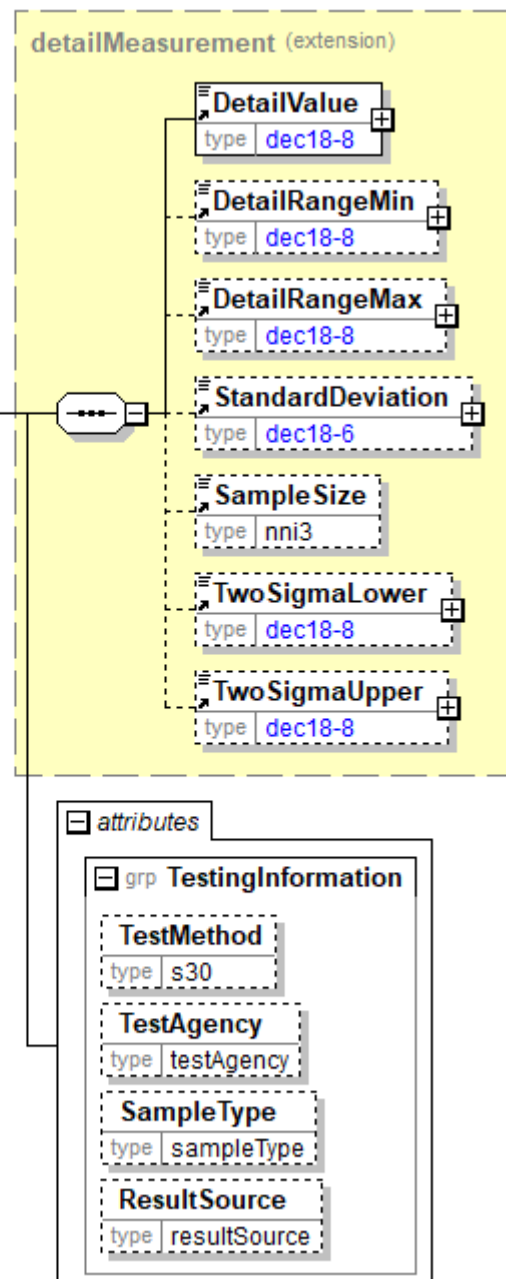 detailMeasurement (extension)
DetailValue
type dec18-8
DetailRangeMin
type dec18-8
DetailRangeMax
type dec18-8
StandardDeviation
type dec18-6
SampleSize
type nni3
TwoSigmaLower
type dec18-8
TwoSigmaUpper
type dec18-8
attributes
grp TestingInformation
TestMethod
type s30
TestAgency
type testAgency
SampleType
type sampleType
ResultSource
type resultSource